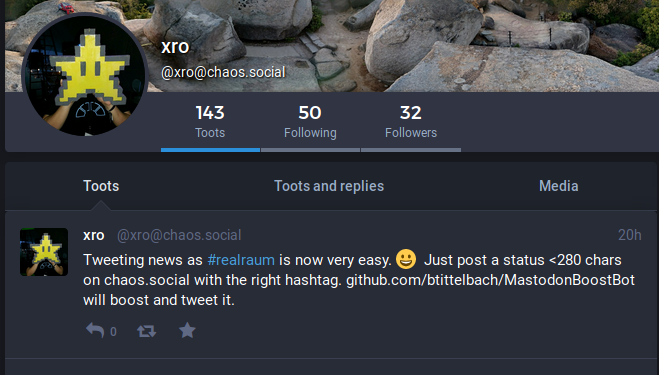 xro
@xro@chaos.social
143 50 32
Toots Following Followers
Toots Toots and replies Media
xro @xro@chaos.social 20h
Tweeting news as #realraum is now very easy. 😀 Just post a status <280 chars
on chaos.social with the right hashtag. github.com/btittelbach/MastodonBoostBot
will boost and tweet it.
0